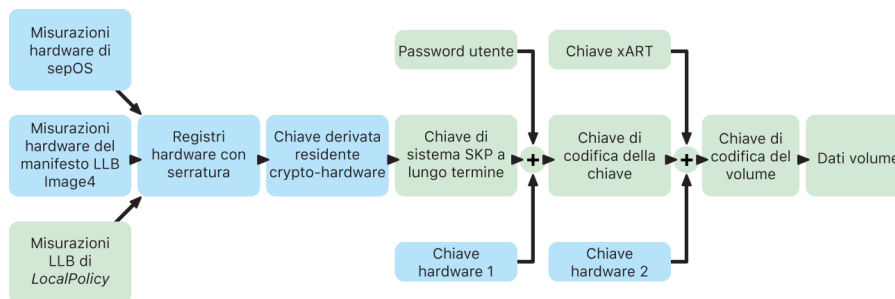 Misurazioni
hardware di
sepOS
Misurazioni
hardware del
manifesto LLB
Image4
Misurazioni
LLB di
LocalPolicy
Registri
hardware con
serratura
Chiave derivata
residente
crypto-hardware
Chiave di
sistema SKP a
lungo termine
Password utente
+
Chiave
hardware 1
Chiave di
codifica della
chiave
Chiave xART
+
Chiave
hardware 2
Chiave di
codifica del
volume
Dati volume